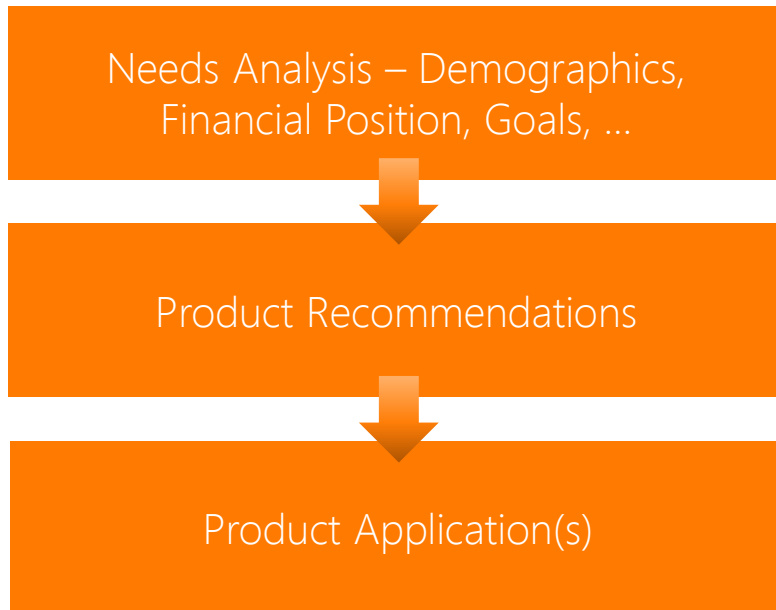 Needs Analysis – Demographics,
Financial Position, Goals, ...
Product Recommendations
Product Application(s)